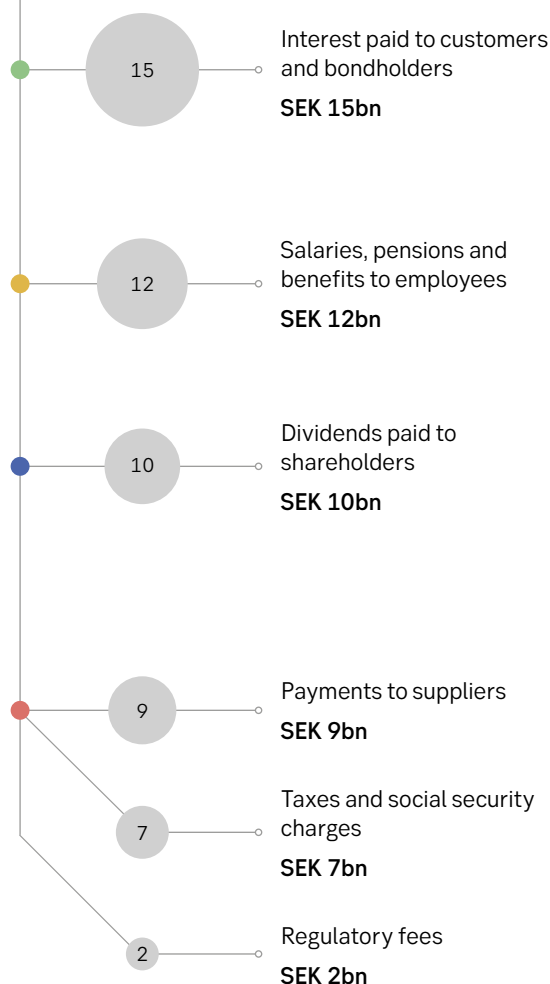 15
Interest paid to customers
and bondholders
SEK 15bn
12
Salaries, pensions and
benefits to employees
SEK 12bn
10
Dividends paid to
shareholders
SEK 10bn
9
Payments to suppliers
SEK 9bn
7
Taxes and social security
charges
SEK 7bn
2
Regulatory fees
SEK 2bn